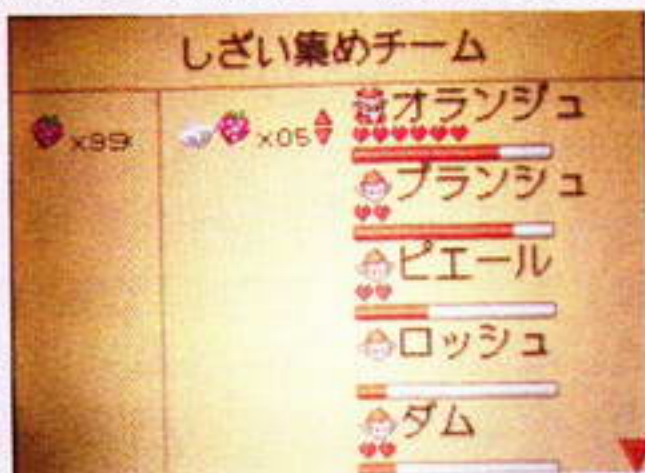 しざい集めチーム
x99
x05
オランジュ
ブランシュ
ピエール
ロッシュ
ダム